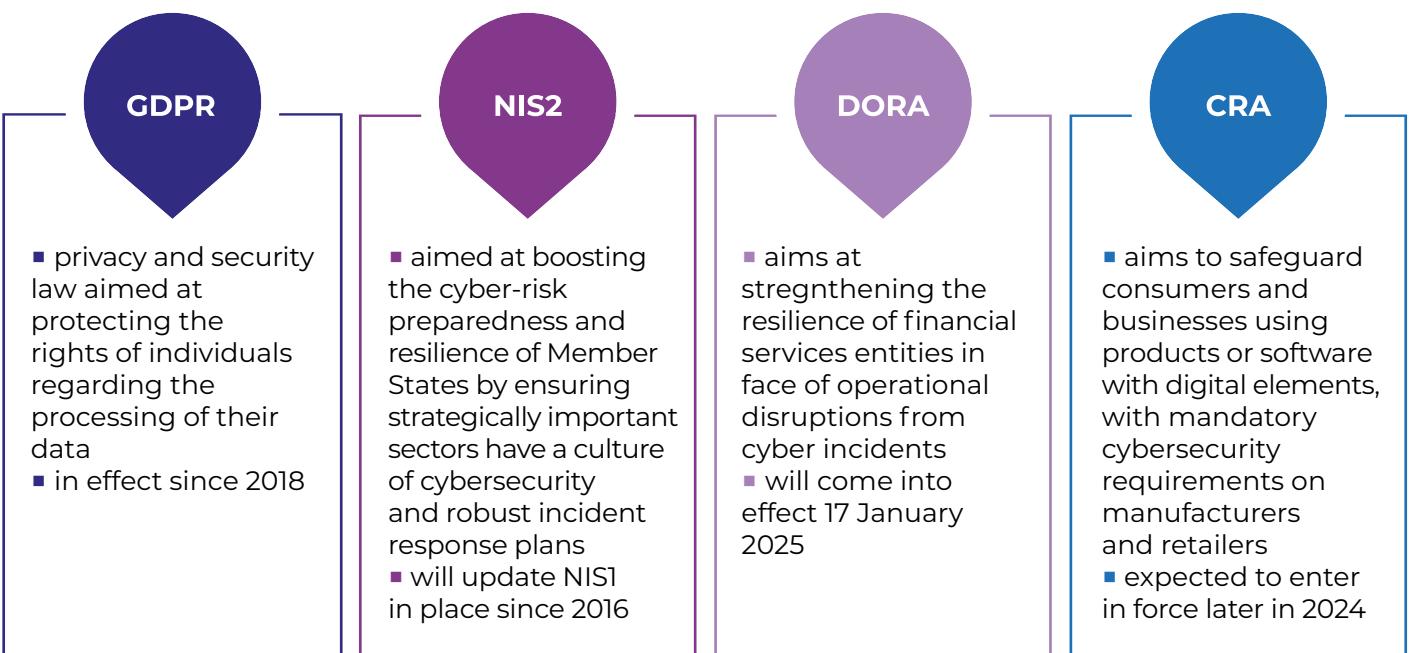 GDPR
▪ privacy and security
law aimed at
protecting the
rights of individuals
regarding the
processing of their
data
▪ in effect since 2018
NIS2
▪ aimed at boosting
the cyber-risk
preparedness and
resilience of Member
States by ensuring
strategically important
sectors have a culture
of cybersecurity
and robust incident
response plans
▪ will update NIS1
in place since 2016
DORA
▪ aims at
stregnthening the
resilience of financial
services entities in
face of operational
disruptions from
cyber incidents
▪ will come into
effect 17 January
2025
CRA
▪ aims to safeguard
consumers and
businesses using
products or software
with digital elements,
with mandatory
cybersecurity
requirements on
manufacturers
and retailers
▪ expected to enter
in force later in 2024